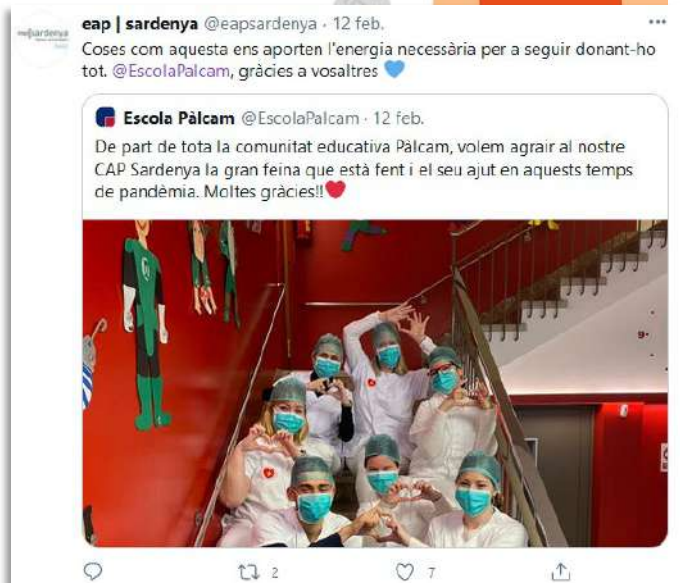 eap | sardenya @eapsardenya · 12 feb.
Coses com aquesta ens aporten l'energia necessària per a seguir donant-ho
tot. @EscolaPalcam, gràcies a vosaltres 💙
Escola Pàlcam @EscolaPalcam · 12 feb.
De part de tota la comunitat educativa Pàlcam, volem agrair al nostre
CAP Sardenya la gran feina que està fent i el seu ajut en aquests temps
de pandèmia. Moltes gràcies!!❤️
2
7